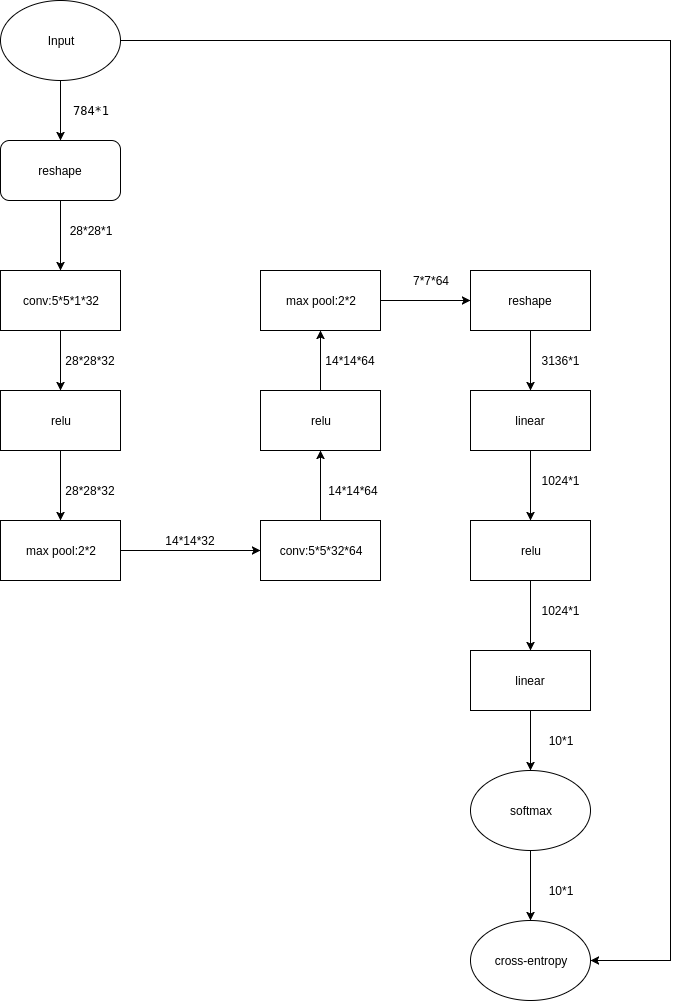 Input
784*1
reshape
28*28*1
conv:5*5*1*32
28*28*32
relu
28*28*32
max pool:2*2
14*14*32
conv:5*5*32*64
14*14*64
relu
14*14*64
max pool:2*2
7*7*64
reshape
3136*1
linear
1024*1
relu
1024*1
linear
10*1
softmax
10*1
cross-entropy